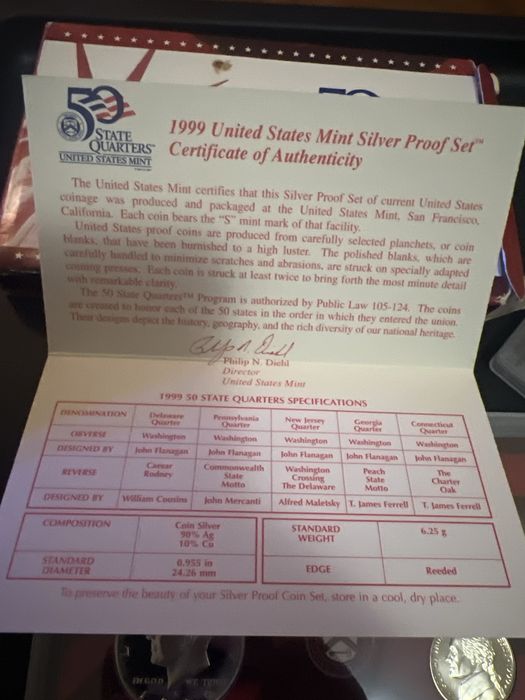 50
STATE
QUARTERS™
UNITED STATES MINT
1999 United States Mint Silver Proof Set™
Certificate of Authenticity
The United States Mint certifies that this Silver Proof Set of current United States
coinage was produced and packaged at the United States Mint, San Francisco,
California. Each coin bears the "S" mint mark of that facility.
United States proof coins are produced from carefully selected planchets, or coin
blanks, that have been burnished to a high luster. The polished blanks, which are
carefully handled to minimize scratches and abrasions, are struck on specially adapted
coining presses. Each coin is struck at least twice to bring forth the most minute detail
with remarkable clarity.
The 50 State Quarters™ Program is authorized by Public Law 105-124. The coins
are created to honor each of the 50 states in the order in which they entered the union.
Their designs depict the history, geography, and the rich diversity of our national heritage.
Philip N. Diehl
Philip N. Diehl
Director
United States Mint
1999 50 STATE QUARTERS SPECIFICATIONS
DENOMINATION Delaware Quarter Pennsylvania Quarter New Jersey Quarter Georgia Quarter Connecticut Quarter
OBVERSE Washington Washington Washington Washington Washington
DESIGNED BY John Flanagan John Flanagan John Flanagan John Flanagan John Flanagan
REVERSE Caesar Rodney Commonwealth State Motto Washington Crossing The Delaware Peach State Motto The Charter Oak
DESIGNED BY William Cousins John Mercanti Alfred Maletsky T. James Ferrell T. James Ferrell
COMPOSITION Coin Silver 90% Ag 10% Cu
STANDARD WEIGHT 6.25 g
STANDARD DIAMETER 0.955 in 24.26 mm
EDGE Reeded
To preserve the beauty of your Silver Proof Coin Set, store in a cool, dry place.
IN GOD WE TRUST